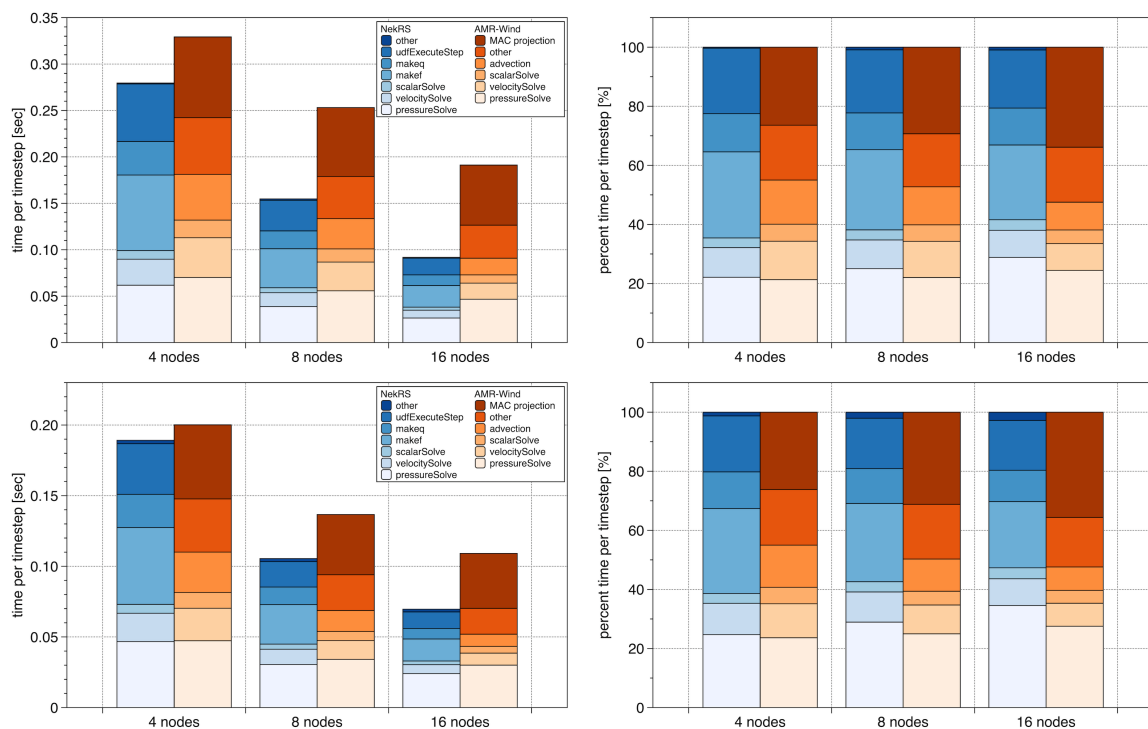 0.35
0.30
0.25
0.20
0.15
0.10
0.05
0
time per timestep [sec]
4 nodes
8 nodes
16 nodes
NekRS
other
udfExecuteStep
makeq
makef
scalarSolve
velocitySolve
pressureSolve
AMR-Wind
MAC projection
other
advection
scalarSolve
velocitySolve
pressureSolve
100
80
60
40
20
0
percent time per timestep [%]
4 nodes
8 nodes
16 nodes
0.20
0.15
0.10
0.05
0
time per timestep [sec]
4 nodes
8 nodes
16 nodes
NekRS
other
udfExecuteStep
makeq
makef
scalarSolve
velocitySolve
pressureSolve
AMR-Wind
MAC projection
other
advection
scalarSolve
velocitySolve
pressureSolve
100
80
60
40
20
0
percent time per timestep [%]
4 nodes
8 nodes
16 nodes